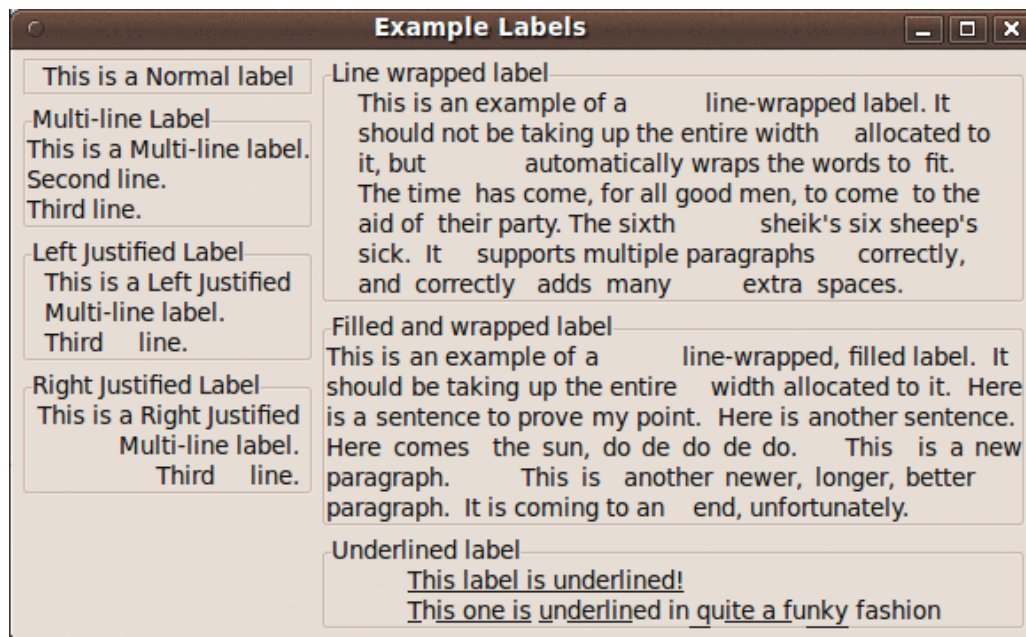 Example Labels
This is a Normal label
Multi-line Label
This is a Multi-line label.
Second line.
Third line.
Left Justified Label
This is a Left Justified
Multi-line label.
Third     line.
Right Justified Label
This is a Right Justified
Multi-line label.
Third     line.
Line wrapped label
This is an example of a           line-wrapped label. It
should not be taking up the entire width     allocated to
it, but              automatically wraps the words to  fit.
The time  has come, for all good men, to come  to the
aid of  their party. The sixth            sheik's six sheep's
sick.  It     supports multiple paragraphs      correctly,
and  correctly   adds  many          extra  spaces.
Filled and wrapped label
This is an example of a            line-wrapped, filled label.  It
should be taking up the entire     width allocated to it.  Here
is a sentence to prove my point.  Here is another sentence.
Here comes   the sun, do de do de do.     This   is a new
paragraph.          This is   another newer, longer, better
paragraph.  It is coming to an    end, unfortunately.
Underlined label
This label is underlined!
This one is underlined in quite a funky fashion